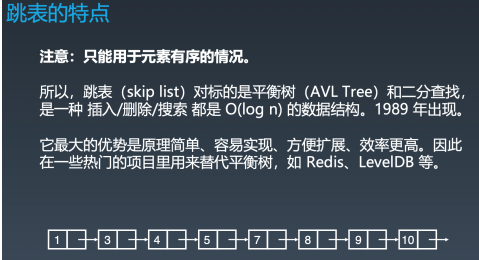 跳表的特点
注意：只能用于元素有序的情况。
所以，跳表（skip list）对标的是平衡树（AVL Tree）和二分查找，
是一种 插入/删除/搜索 都是 O(log n) 的数据结构。1989 年出现。
它最大的优势是原理简单、容易实现、方便扩展、效率更高。因此
在一些热门的项目里用来替代平衡树，如 Redis、LevelDB 等。
1 3 4 5 7 8 9 10